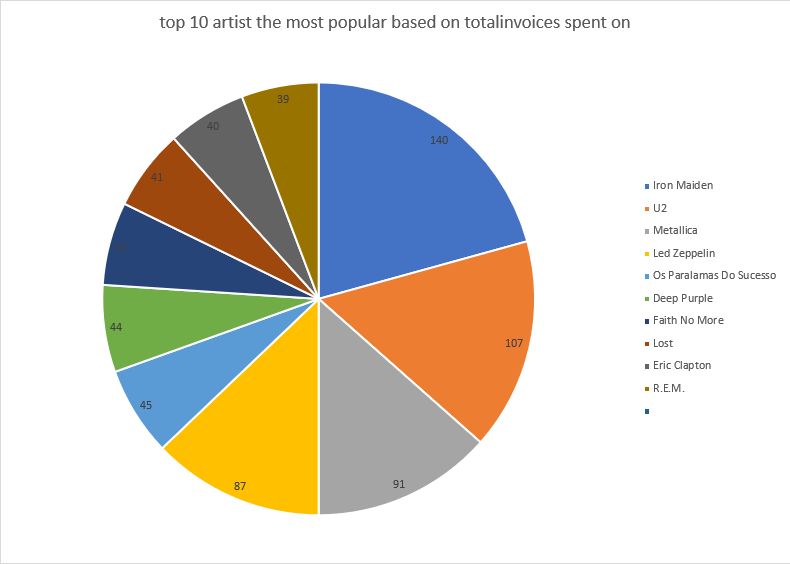 top 10 artist the most popular based on totalinvoices spent on
39
40
140
41
44
107
45
87
91
Iron Maiden
U2
Metallica
Led Zeppelin
Os Paralamas Do Sucesso
Deep Purple
Faith No More
Lost
Eric Clapton
R.E.M.